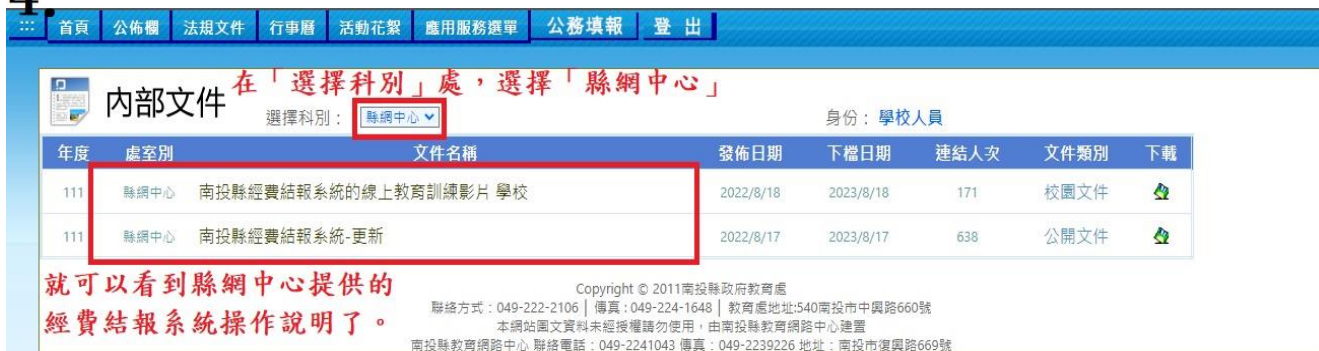 4.
::: 首頁 公佈欄 法規文件 行事曆 活動花絮 應用服務選單 公務填報 登 出
在「選擇科別」處,選擇「縣網中心」
內部文件 選擇科別: 縣網中心 身份: 學校人員
年度 處室別 文件名稱 發佈日期 下檔日期 連結人次 文件類別 下載
111 縣網中心 南投縣經費結報系統的線上教育訓練影片 學校 2022/8/18 2023/8/18 171 校園文件
111 縣網中心 南投縣經費結報系統-更新 2022/8/17 2023/8/17 638 公開文件
就可以看到縣網中心提供的
經費結報系統操作說明了。
Copyright © 2011南投縣政府教育處
聯絡方式:049-222-2106 | 傳真:049-224-1648 | 教育處地址:540南投市中興路660號
本網站圖文資料未經授權請勿使用,由南投縣教育網路中心建置
南投縣教育網路中心 聯絡電話:049-2241043 傳真:049-2239226 地址:南投市復興路669號